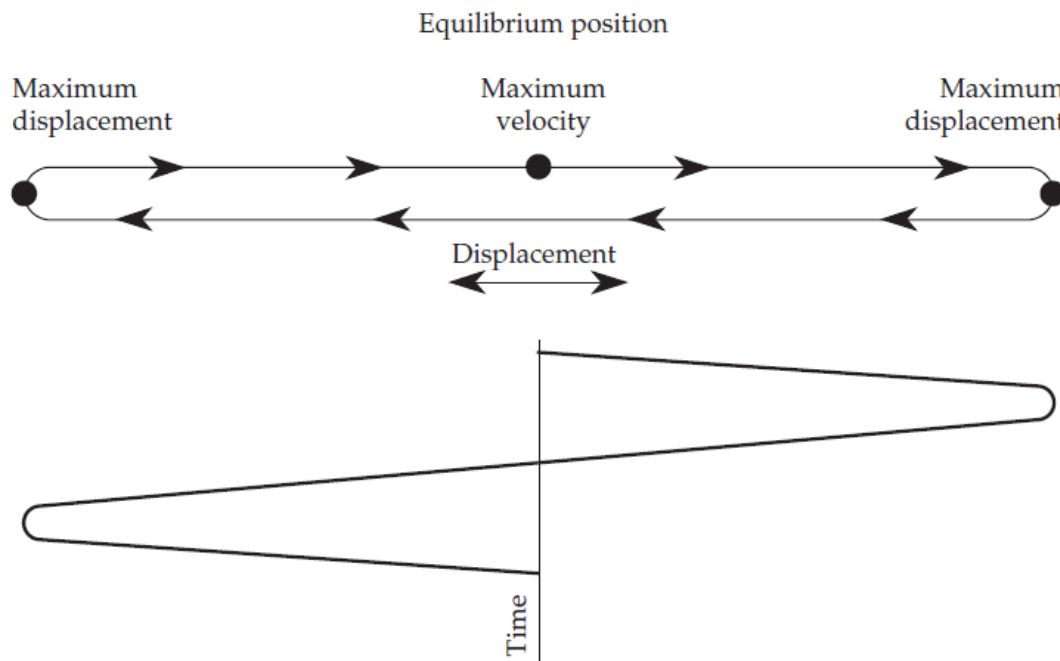 Equilibrium position
Maximum
displacement
Maximum
velocity
Maximum
displacement
Displacement
Time